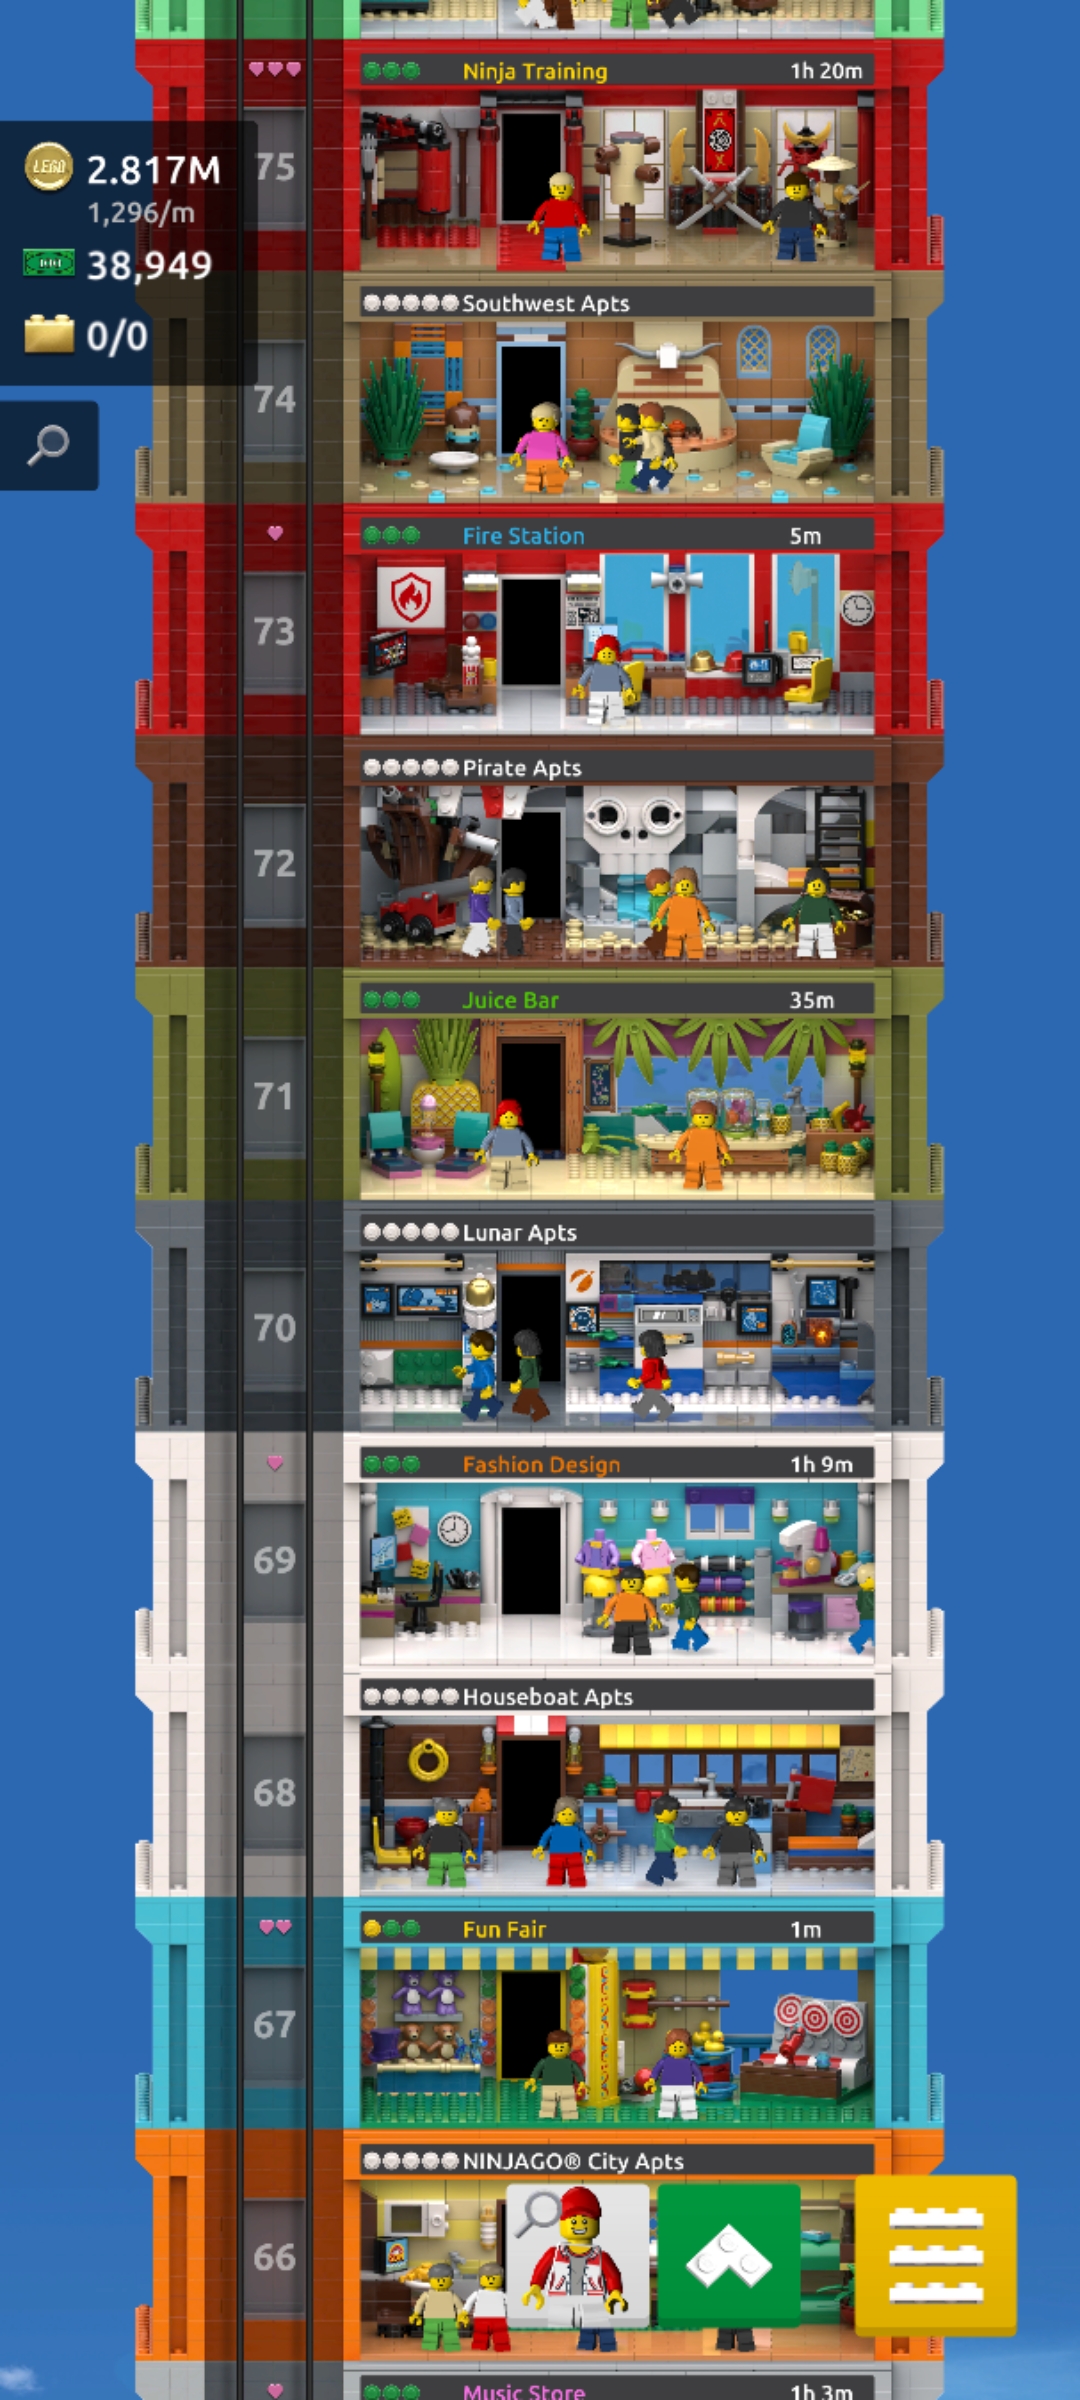 Ninja Training 1h 20m
75
LEGO 2.817M
1,296/m
38,949
0/0
Southwest Apts
74
Fire Station 5m
73
Pirate Apts
72
Juice Bar 35m
71
Lunar Apts
70
Fashion Design 1h 9m
69
Houseboat Apts
68
Fun Fair 1m
67
NINJAGO® City Apts
66
Music Store 1h 3m